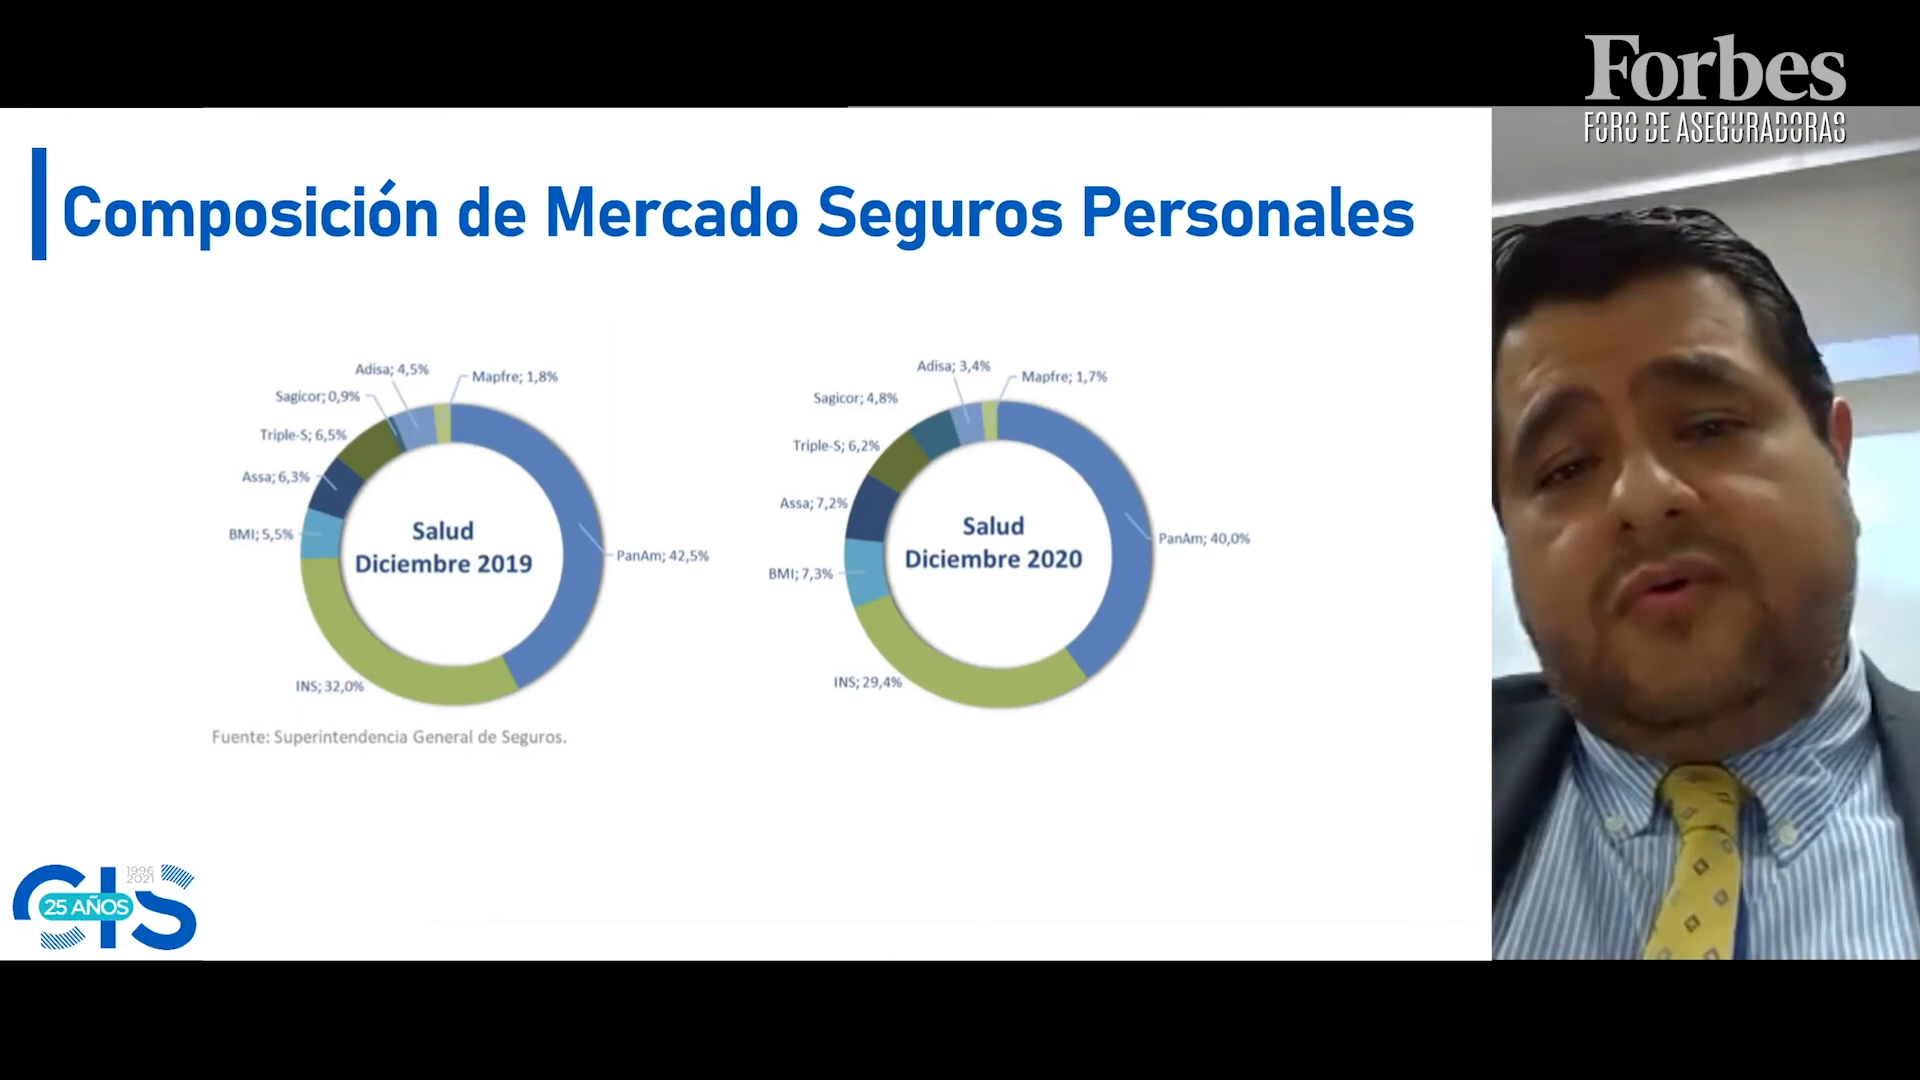 Forbes
FORO DE ASEGURADORAS
Composición de Mercado Seguros Personales
Adisa; 4,5%
Mapfre; 1,8%
Sagicor; 0,9%
Triple-S; 6,5%
Assa; 6,3%
BMI; 5,5%
Salud
Diciembre 2019
PanAm; 42,5%
INS; 32,0%
Fuente: Superintendencia General de Seguros.
Adisa; 3,4%
Mapfre; 1,7%
Sagicor; 4,8%
Triple-S; 6,2%
Assa; 7,2%
BMI; 7,3%
Salud
Diciembre 2020
PanAm; 40,0%
INS; 29,4%
CIS
1996
2021
25 AÑOS